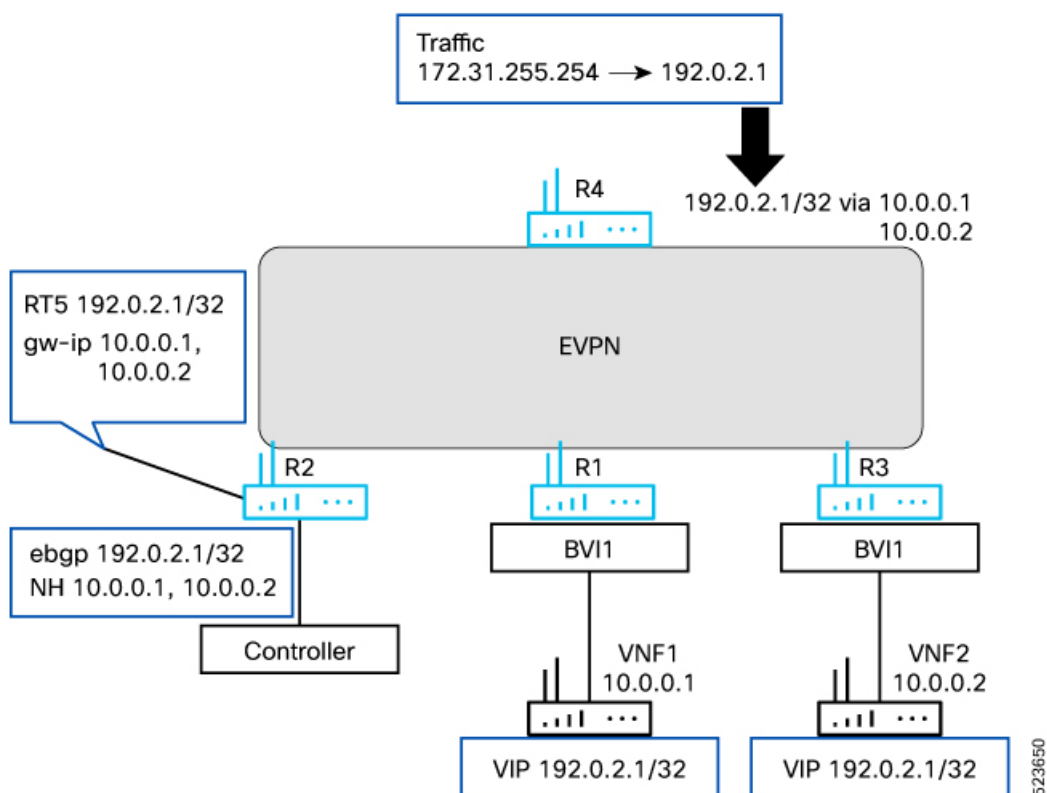 Traffic
172.31.255.254 → 192.0.2.1
R4
192.0.2.1/32 via 10.0.0.1
10.0.0.2
RT5 192.0.2.1/32
gw-ip 10.0.0.1,
10.0.0.2
EVPN
R2
R1
R3
ebgp 192.0.2.1/32
NH 10.0.0.1, 10.0.0.2
BVI1
BVI1
Controller
VNF1
10.0.0.1
VNF2
10.0.0.2
VIP 192.0.2.1/32
VIP 192.0.2.1/32
523650